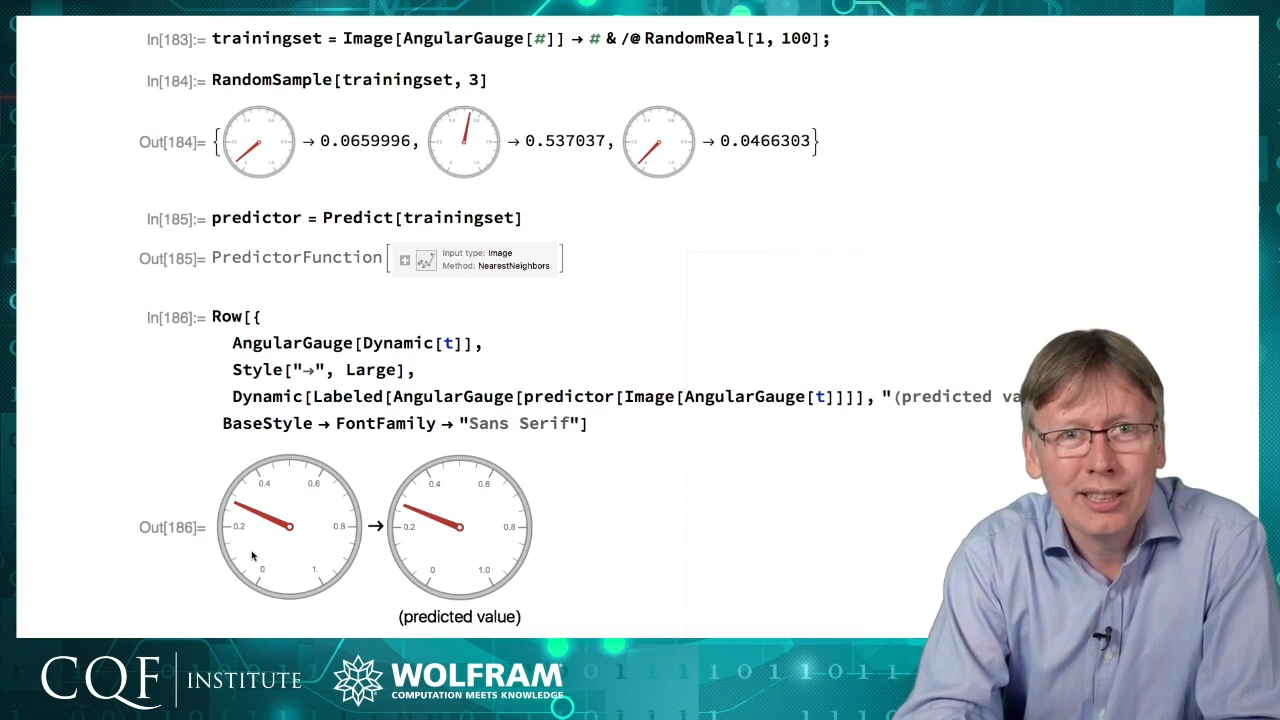 In[183]:= trainingset = Image[AngularGauge[#]] → # & /@ RandomReal[1, 100];
In[184]:= RandomSample[trainingset, 3]
Out[184]= { → 0.0659996, → 0.537037, → 0.0466303}
In[185]:= predictor = Predict[trainingset]
Out[185]= PredictorFunction[
Input type: Image
Method: NearestNeighbors
]
In[186]:= Row[{
AngularGauge[Dynamic[t]],
Style["→", Large],
Dynamic[Labeled[AngularGauge[predictor[Image[AngularGauge[t]]]], "(predicted
BaseStyle → FontFamily → "Sans Serif"]
Out[186]=
0 0.2 0.4 0.6 0.8 1.
→
0 0.2 0.4 0.6 0.8 1.0
(predicted value)
CQF INSTITUTE
WOLFRAM
COMPUTATION MEETS KNOWLEDGE